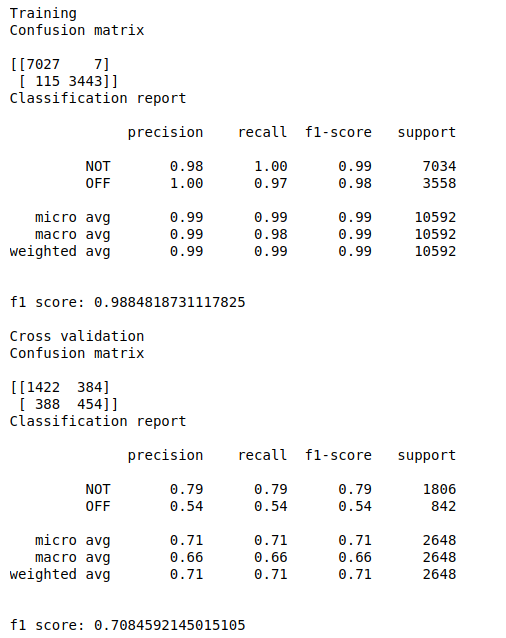 Training
Confusion matrix
[[7027    7]
 [ 115 3443]]
Classification report
              precision    recall  f1-score   support
         NOT       0.98      1.00      0.99      7034
         OFF       1.00      0.97      0.98      3558
   micro avg       0.99      0.99      0.99     10592
   macro avg       0.99      0.98      0.99     10592
weighted avg       0.99      0.99      0.99     10592
f1 score: 0.9884818731117825
Cross validation
Confusion matrix
[[1422  384]
 [ 388  454]]
Classification report
              precision    recall  f1-score   support
         NOT       0.79      0.79      0.79      1806
         OFF       0.54      0.54      0.54       842
   micro avg       0.71      0.71      0.71      2648
   macro avg       0.66      0.66      0.66      2648
weighted avg       0.71      0.71      0.71      2648
f1 score: 0.7084592145015105